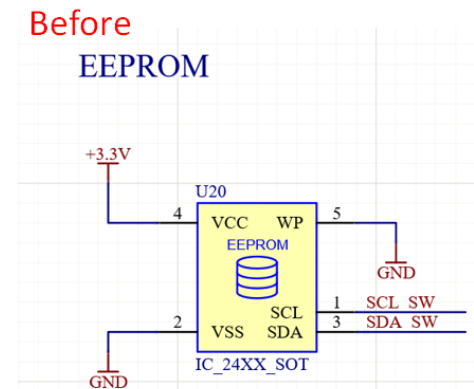 Before
EEPROM
+3.3V
U20
4
VCC
WP
5
EEPROM
GND
SCL
1
SCL_SW
2
VSS
SDA
3
SDA_SW
IC_24XX_SOT
GND